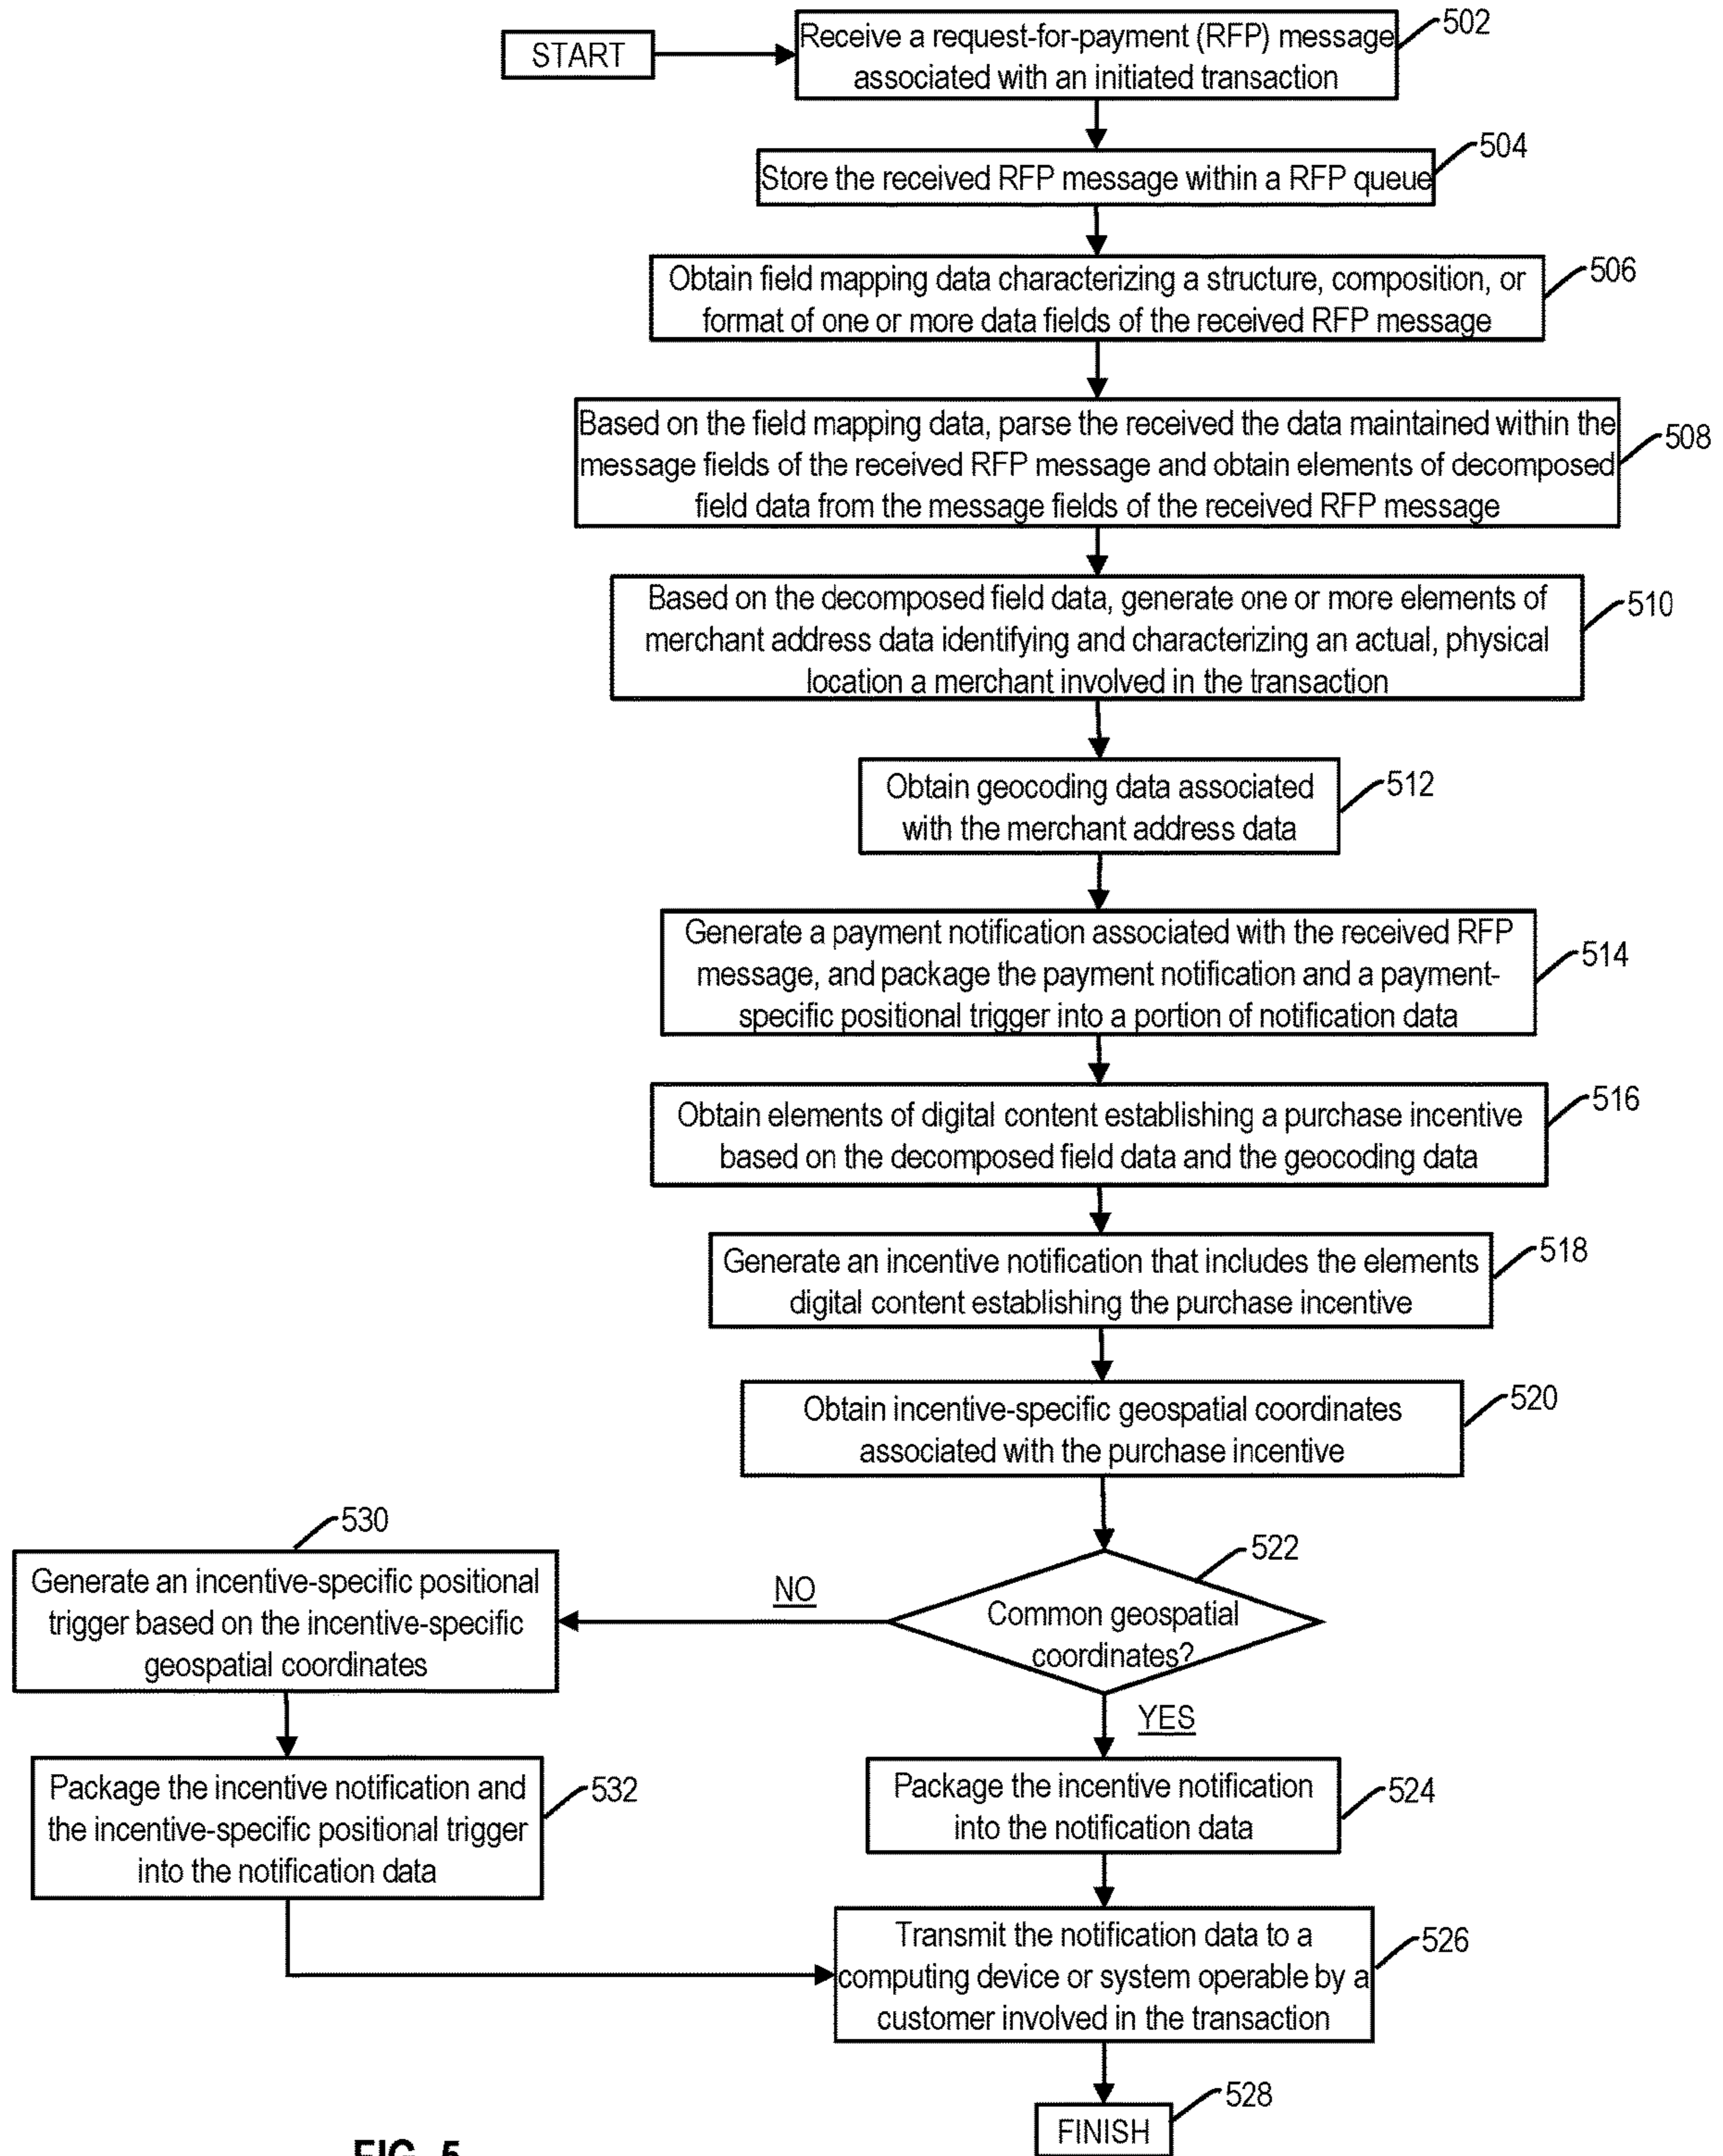 START
Receive a request-for-payment (RFP) message
associated with an initiated transaction
502
Store the received RFP message within a RFP queue
504
Obtain field mapping data characterizing a structure, composition, or
format of one or more data fields of the received RFP message
506
Based on the field mapping data, parse the received the data maintained within the
message fields of the received RFP message and obtain elements of decomposed
field data from the message fields of the received RFP message
508
Based on the decomposed field data, generate one or more elements of
merchant address data identifying and characterizing an actual, physical
location a merchant involved in the transaction
510
Obtain geocoding data associated
with the merchant address data
512
Generate a payment notification associated with the received RFP
message, and package the payment notification and a payment-
specific positional trigger into a portion of notification data
514
Obtain elements of digital content establishing a purchase incentive
based on the decomposed field data and the geocoding data
516
Generate an incentive notification that includes the elements
digital content establishing the purchase incentive
518
Obtain incentive-specific geospatial coordinates
associated with the purchase incentive
520
Common geospatial
coordinates?
522
NO
530
Generate an incentive-specific positional
trigger based on the incentive-specific
geospatial coordinates
YES
Package the incentive notification and
the incentive-specific positional trigger
into the notification data
532
Package the incentive notification
into the notification data
524
Transmit the notification data to a
computing device or system operable by a
customer involved in the transaction
526
FINISH
528
FIG. 5